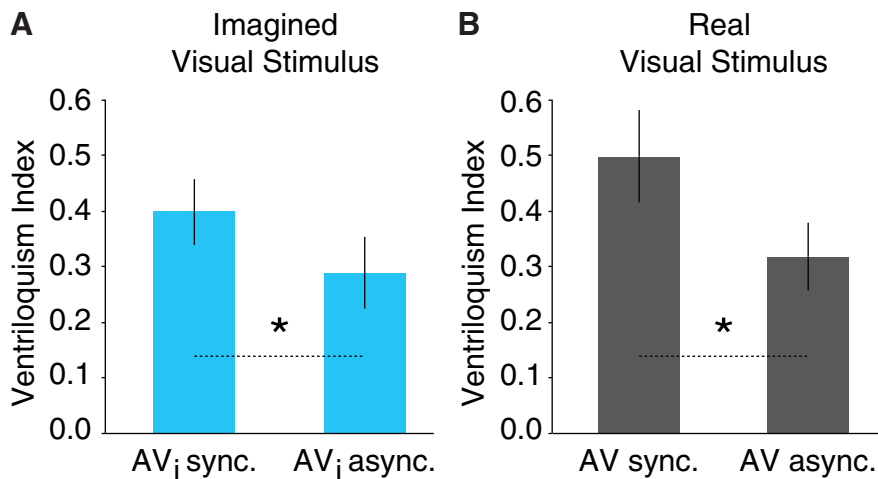 A
Imagined
Visual Stimulus
Ventriloquism Index
0.6
0.5
0.4
0.3
0.2
0.1
0.0
*
AVi sync.
AVi async.
B
Real
Visual Stimulus
Ventriloquism Index
0.6
0.5
0.4
0.3
0.2
0.1
0.0
*
AV sync.
AV async.